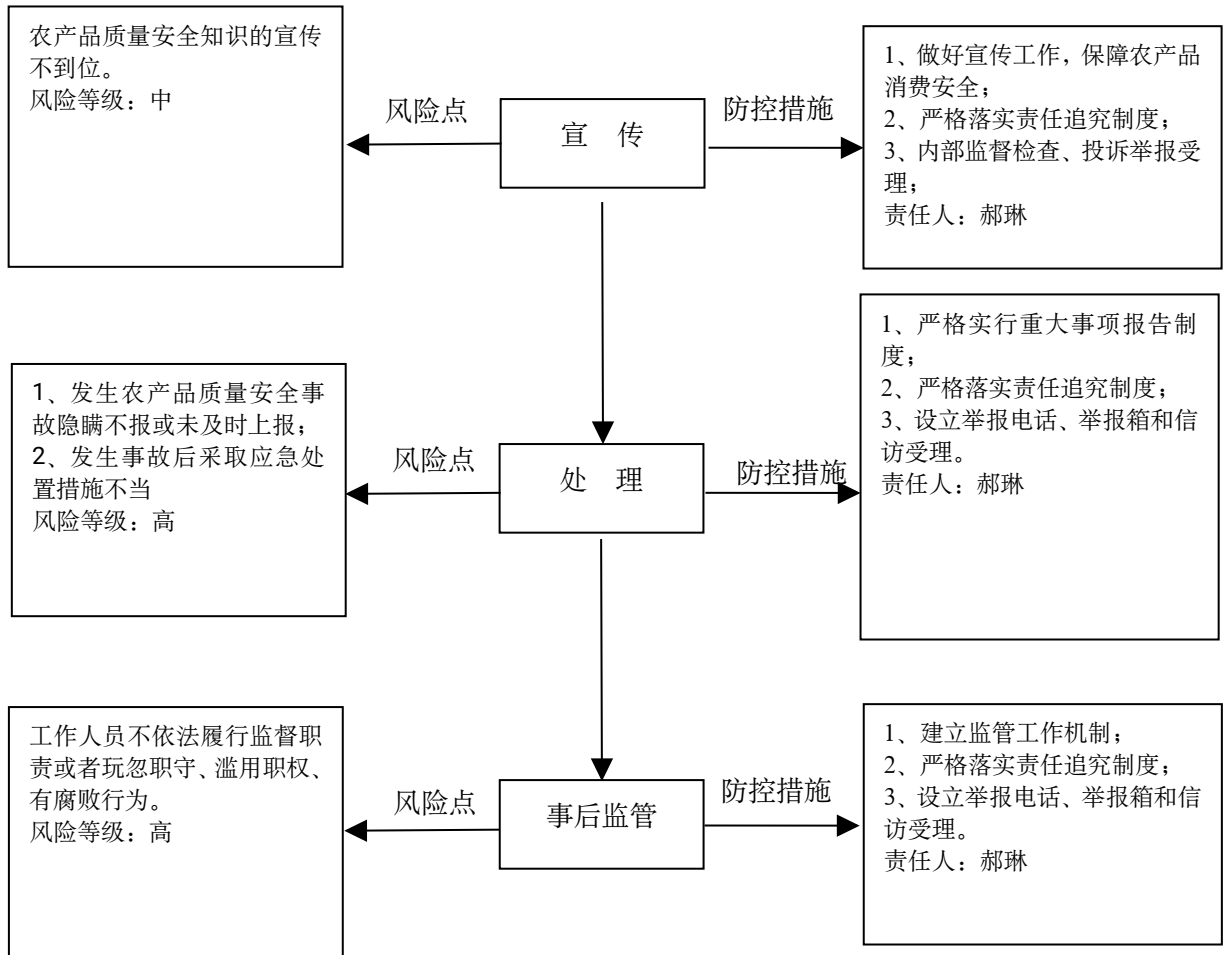 农产品质量安全知识的宣传
不到位。
风险等级：中
风险点
宣 传
防控措施
1、做好宣传工作，保障农产品
消费安全；
2、严格落实责任追究制度；
3、内部监督检查、投诉举报受
理；
责任人：郝琳
1、发生农产品质量安全事
故隐瞒不报或未及时上报；
2、发生事故后采取应急处
置措施不当
风险等级：高
风险点
处 理
防控措施
1、严格实行重大事项报告制
度；
2、严格落实责任追究制度；
3、设立举报电话、举报箱和信
访受理。
责任人：郝琳
工作人员不依法履行监督职
责或者玩忽职守、滥用职权、
有腐败行为。
风险等级：高
风险点
事后监管
防控措施
1、建立监管工作机制；
2、严格落实责任追究制度；
3、设立举报电话、举报箱和信
访受理。
责任人：郝琳